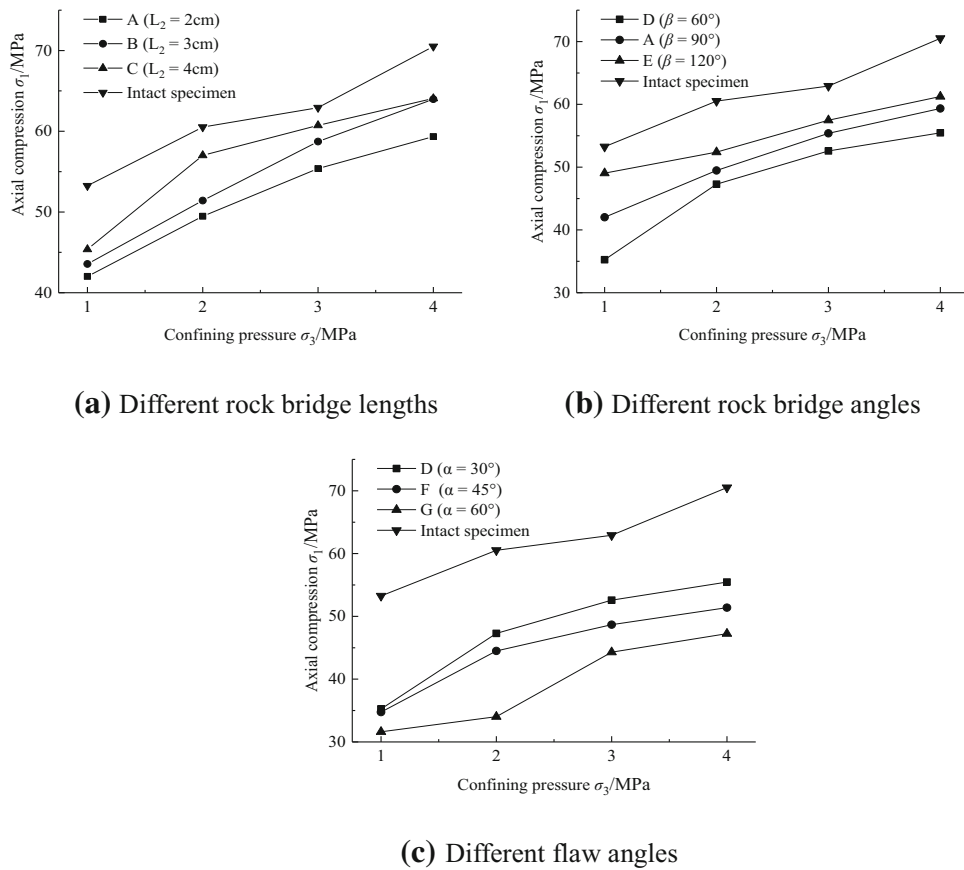 A (L₂ = 2cm)
B (L₂ = 3cm)
C (L₂ = 4cm)
Intact specimen
Axial compression σ₁/MPa
70
60
50
40
1 2 3 4
Confining pressure σ₃/MPa
(a) Different rock bridge lengths
D (β = 60°)
A (β = 90°)
E (β = 120°)
Intact specimen
Axial compression σ₁/MPa
70
60
50
40
30
1 2 3 4
Confining pressure σ₃/MPa
(b) Different rock bridge angles
D (α = 30°)
F (α = 45°)
G (α = 60°)
Intact specimen
Axial compression σ₁/MPa
70
60
50
40
30
1 2 3 4
Confining pressure σ₃/MPa
(c) Different flaw angles